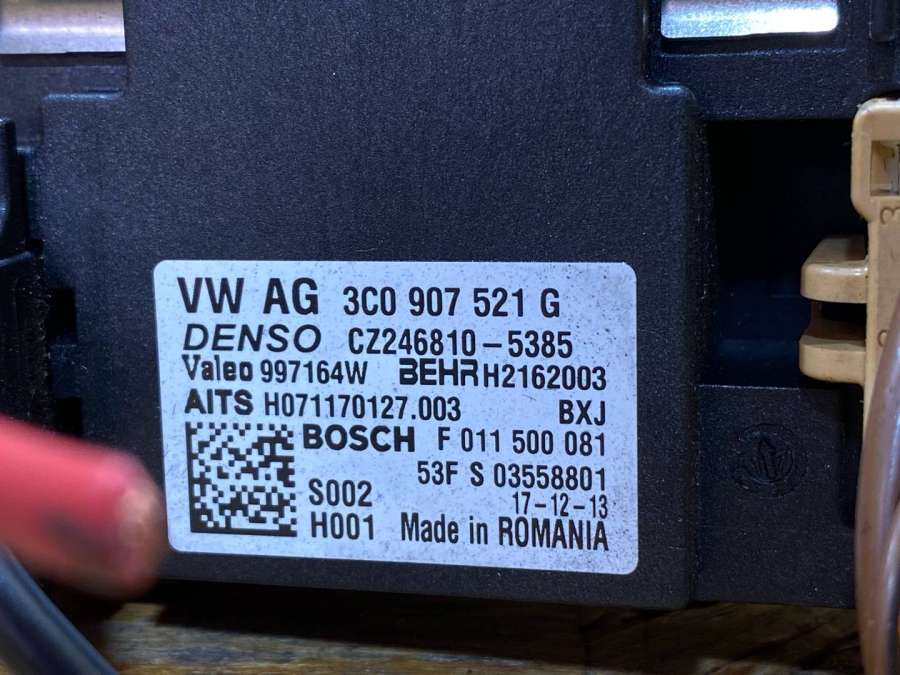 VW AG 3C0 907 521 G
DENSO CZ246810-5385
Valeo 997164W BEHR H2162003
AITS H071170127.003 BXJ
BOSCH F 011 500 081
53F S 03558801
S002 17-12-13
H001 Made in ROMANIA